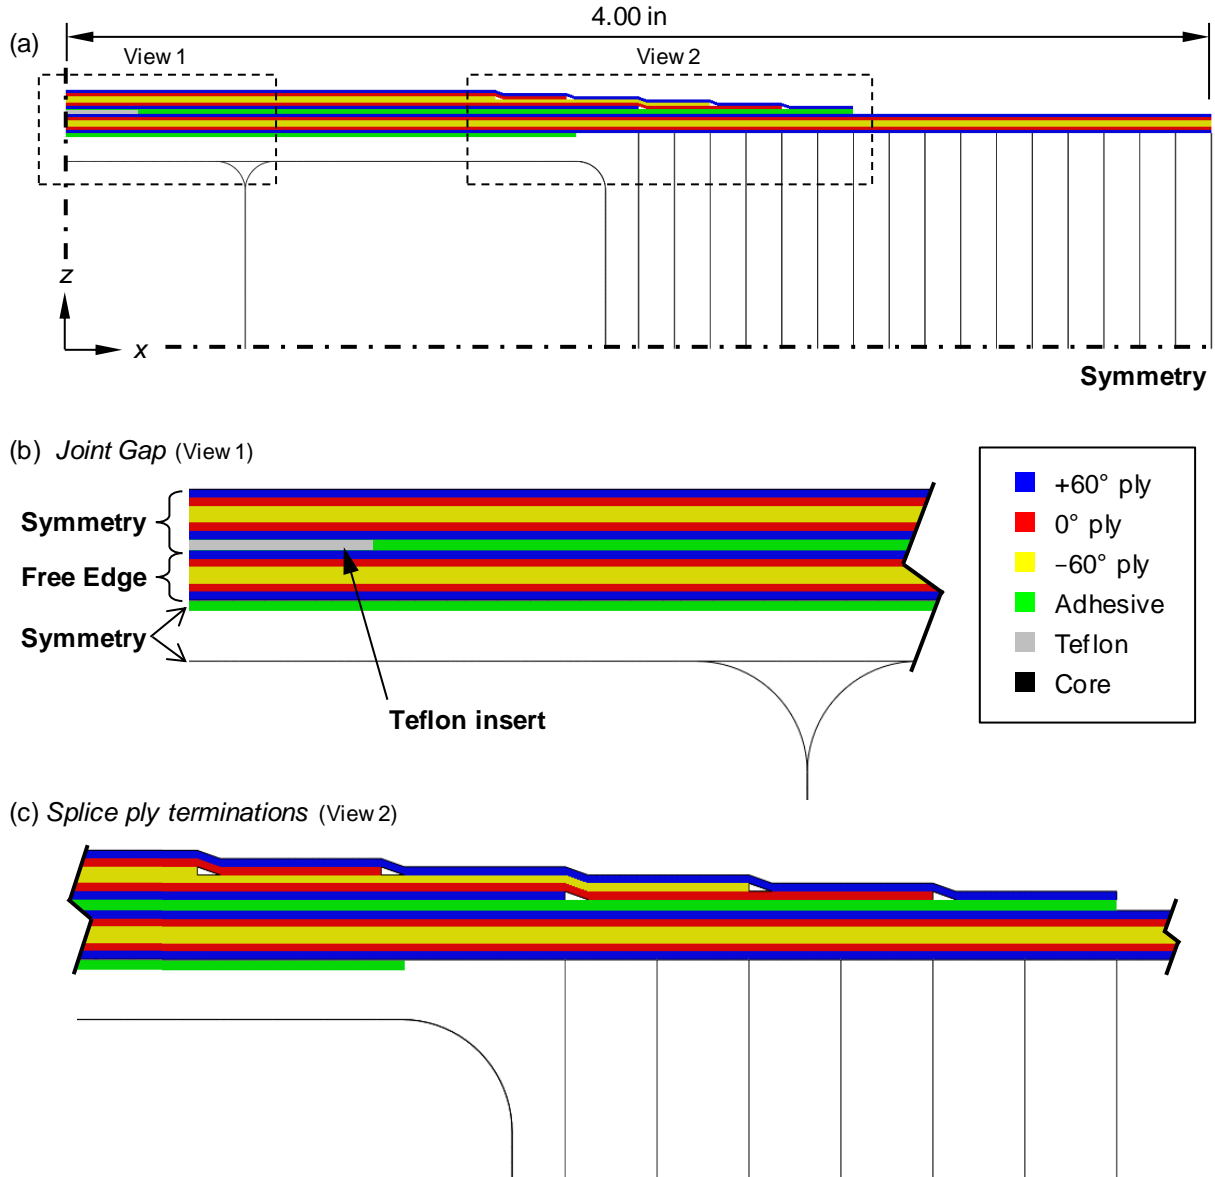 4.00 in
(a)
View 1
View 2
z
x
Symmetry
(b) Joint Gap (View 1)
Symmetry
Free Edge
Symmetry
Teflon insert
+60° ply
0° ply
−60° ply
Adhesive
Teflon
Core
(c) Splice ply terminations (View 2)